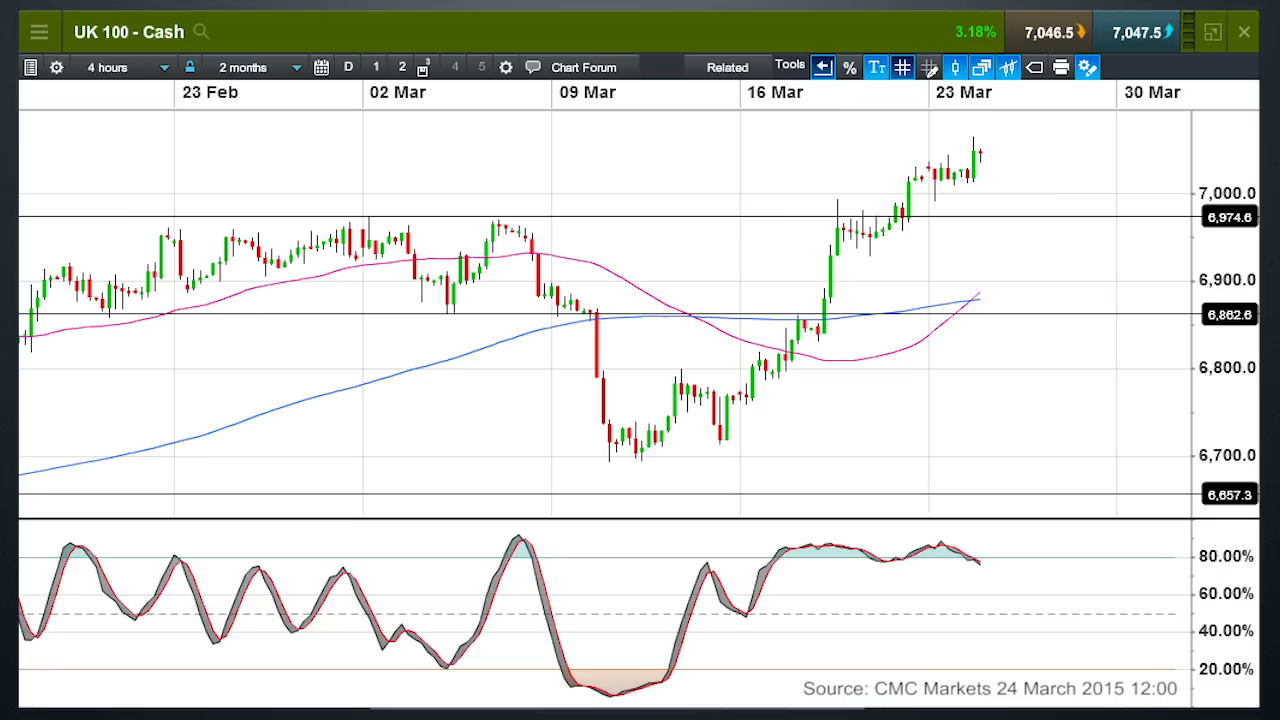 UK 100 - Cash 3.18% 7,046.5 7,047.5
4 hours 2 months D 1 2 3 4 5 Chart Forum Related Tools % TT
23 Feb 02 Mar 09 Mar 16 Mar 23 Mar 30 Mar
7,000.0
6,974.6
6,900.0
6,862.6
6,800.0
6,700.0
6,657.3
80.00%
60.00%
40.00%
20.00%
Source: CMC Markets 24 March 2015 12:00